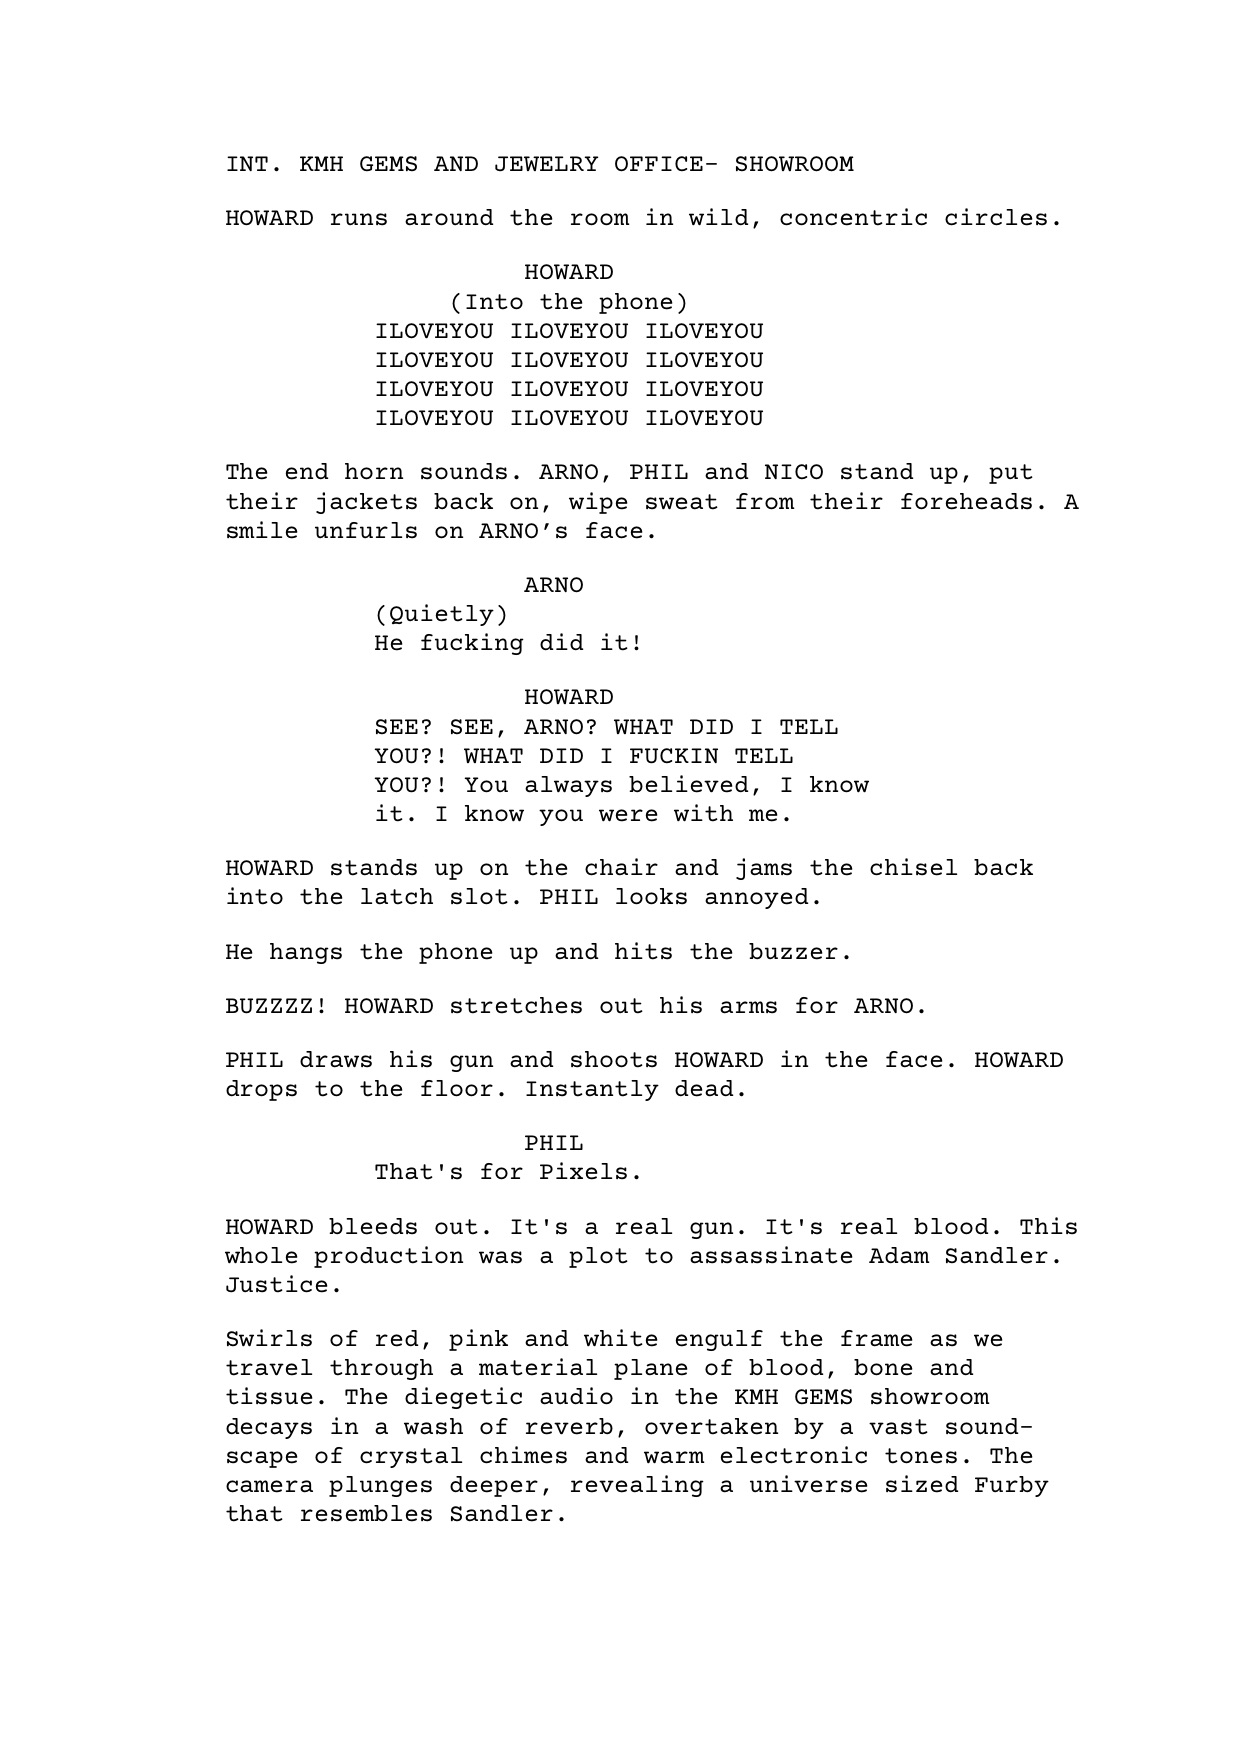 INT. KMH GEMS AND JEWELRY OFFICE- SHOWROOM
HOWARD runs around the room in wild, concentric circles.
HOWARD
(Into the phone)
ILOVEYOU ILOVEYOU ILOVEYOU
ILOVEYOU ILOVEYOU ILOVEYOU
ILOVEYOU ILOVEYOU ILOVEYOU
ILOVEYOU ILOVEYOU ILOVEYOU
The end horn sounds. ARNO, PHIL and NICO stand up, put
their jackets back on, wipe sweat from their foreheads. A
smile unfurls on ARNO’s face.
ARNO
(Quietly)
He fucking did it!
HOWARD
SEE? SEE, ARNO? WHAT DID I TELL
YOU?! WHAT DID I FUCKIN TELL
YOU?! You always believed, I know
it. I know you were with me.
HOWARD stands up on the chair and jams the chisel back
into the latch slot. PHIL looks annoyed.
He hangs the phone up and hits the buzzer.
BUZZZZ! HOWARD stretches out his arms for ARNO.
PHIL draws his gun and shoots HOWARD in the face. HOWARD
drops to the floor. Instantly dead.
PHIL
That's for Pixels.
HOWARD bleeds out. It's a real gun. It's real blood. This
whole production was a plot to assassinate Adam Sandler.
Justice.
Swirls of red, pink and white engulf the frame as we
travel through a material plane of blood, bone and
tissue. The diegetic audio in the KMH GEMS showroom
decays in a wash of reverb, overtaken by a vast sound-
scape of crystal chimes and warm electronic tones. The
camera plunges deeper, revealing a universe sized Furby
that resembles Sandler.